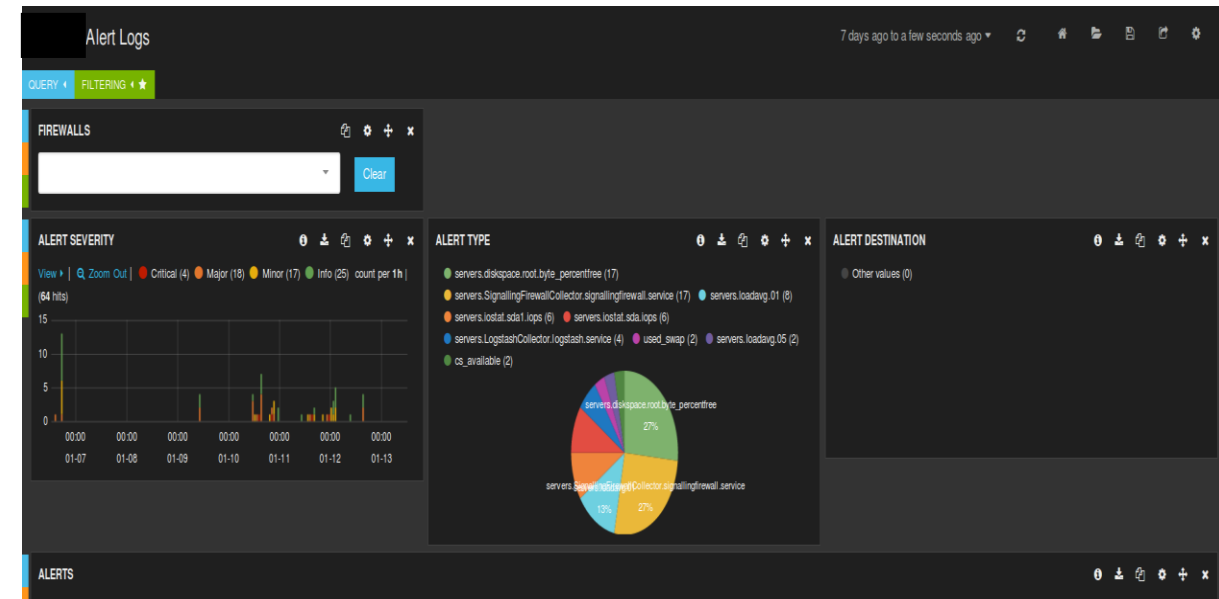 Alert Logs
7 days ago to a few seconds ago
QUERY
FILTERING
FIREWALLS
Clear
ALERT SEVERITY
View | Zoom Out | Critical (4) Major (18) Minor (17) Info (25) count per 1h |
(64 hits)
15
10
5
0
00:00 00:00 00:00 00:00 00:00 00:00 00:00
01-07 01-08 01-09 01-10 01-11 01-12 01-13
ALERT TYPE
servers.diskspace.root.byte_percentfree (17)
servers.SignallingFirewallCollector.signallingfirewall.service (17) servers.loadavg.01 (8)
servers.iostat.sda1.iops (6) servers.iostat.sda.iops (6)
servers.LogstashCollector.logstash.service (4) used_swap (2) servers.loadavg.05 (2)
cs_available (2)
servers.diskspace.root.byte_percentfree
27%
servers.SignallingFirewallCollector.signallingfirewall.service
13%
27%
ALERT DESTINATION
Other values (0)
ALERTS